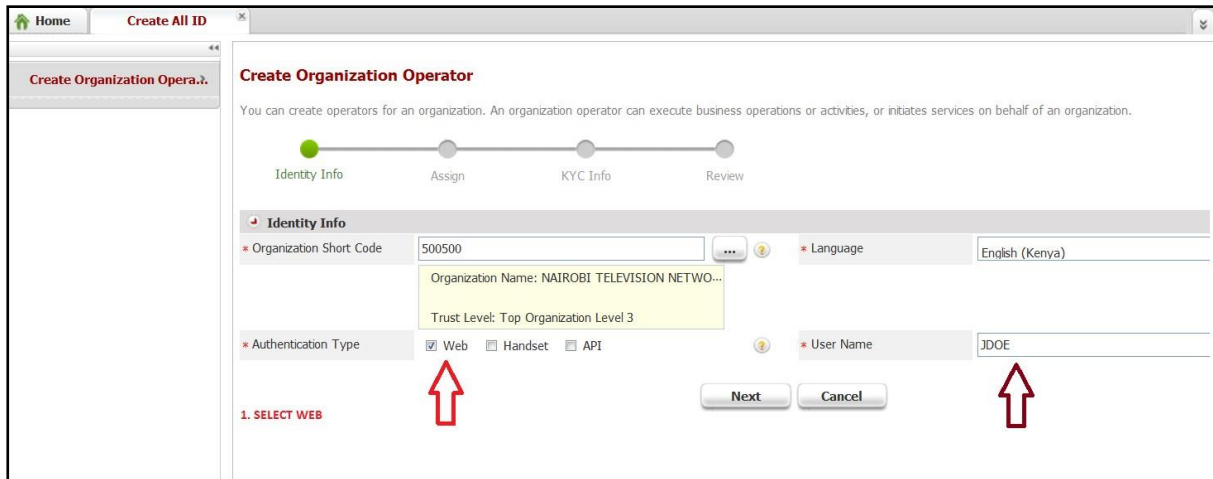 Home
Create All ID
Create Organization Opera..
Create Organization Operator
You can create operators for an organization. An organization operator can execute business operations or activities, or initiates services on behalf of an organization.
Identity Info
Assign
KYC Info
Review
Identity Info
* Organization Short Code
500500
...
* Language
English (Kenya)
Organization Name: NAIROBI TELEVISION NETWO...
Trust Level: Top Organization Level 3
* Authentication Type
Web
Handset
API
* User Name
JDOE
Next
Cancel
1. SELECT WEB